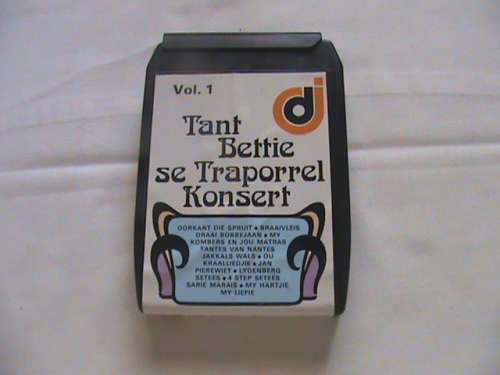 Vol. 1
dj
Tant
Bettie
se Traporrel
Konsert
OORKANT DIE SPRUIT • BRAAIVLEIS
DRAAI BOBBEJAAN • MY
KOMBERS EN JOU MATRAS
TANTES VAN NANTES
JAKKALS WALS • OU
KRAALLIEDJIE • JAN
PIEREWIET • LYDENBERG
SETEES • 4 STEP SETEES
SARIE MARAIS • MY HARTJIE
MY LIEFIE